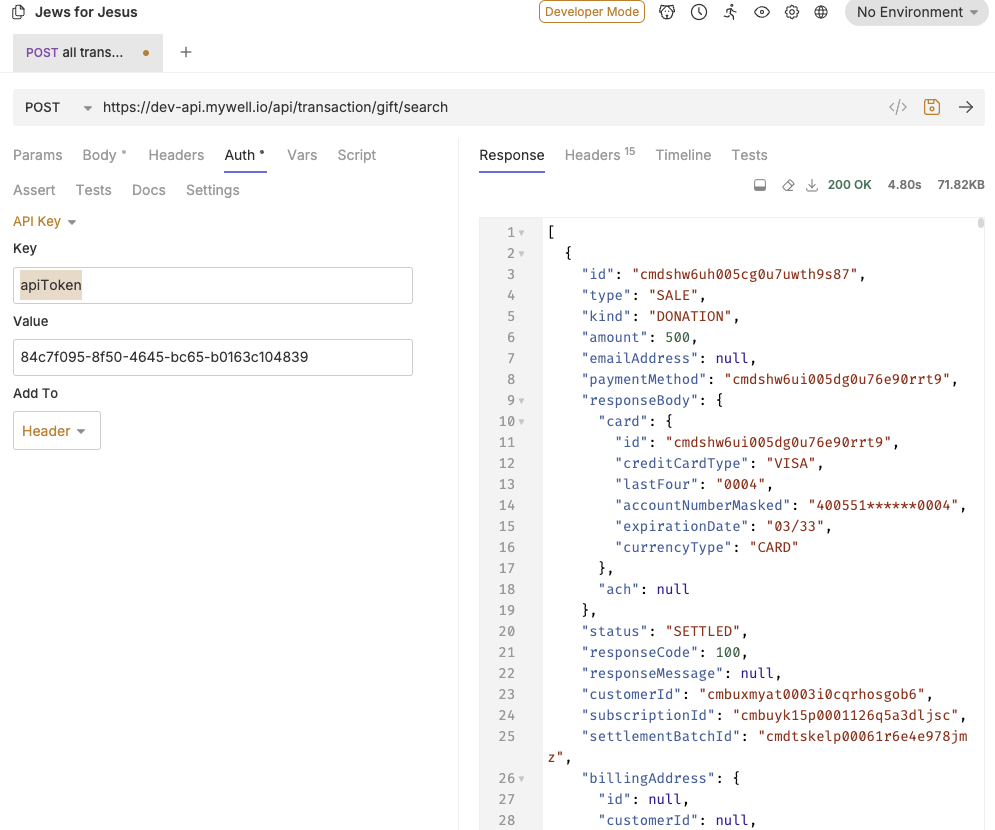 Jews for Jesus
Developer Mode
No Environment
POST all trans...
POST
https://dev-api.mywell.io/api/transaction/gift/search
Params
Body
Headers
Auth
Vars
Script
Assert
Tests
Docs
Settings
API Key
Key
apiToken
Value
84c7f095-8f50-4645-bc65-b0163c104839
Add To
Header
Response
Headers 15
Timeline
Tests
200 OK
4.80s
71.82KB
1 [
2 {
3 "id": "cmdshw6uh005cg0u7uwth9s87",
4 "type": "SALE",
5 "kind": "DONATION",
6 "amount": 500,
7 "emailAddress": null,
8 "paymentMethod": "cmdshw6ui005dg0u76e90rrt9",
9 "responseBody": {
10 "card": {
11 "id": "cmdshw6ui005dg0u76e90rrt9",
12 "creditCardType": "VISA",
13 "lastFour": "0004",
14 "accountNumberMasked": "400551******0004",
15 "expirationDate": "03/33",
16 "currencyType": "CARD"
17 },
18 "ach": null
19 },
20 "status": "SETTLED",
21 "responseCode": 100,
22 "responseMessage": null,
23 "customerId": "cmbuxmyat0003i0cqrhosgob6",
24 "subscriptionId": "cmbuyk15p0001126q5a3dljsc",
25 "settlementBatchId": "cmdtskelp00061r6e4e978jm
z",
26 "billingAddress": {
27 "id": null,
28 "customerId": null,